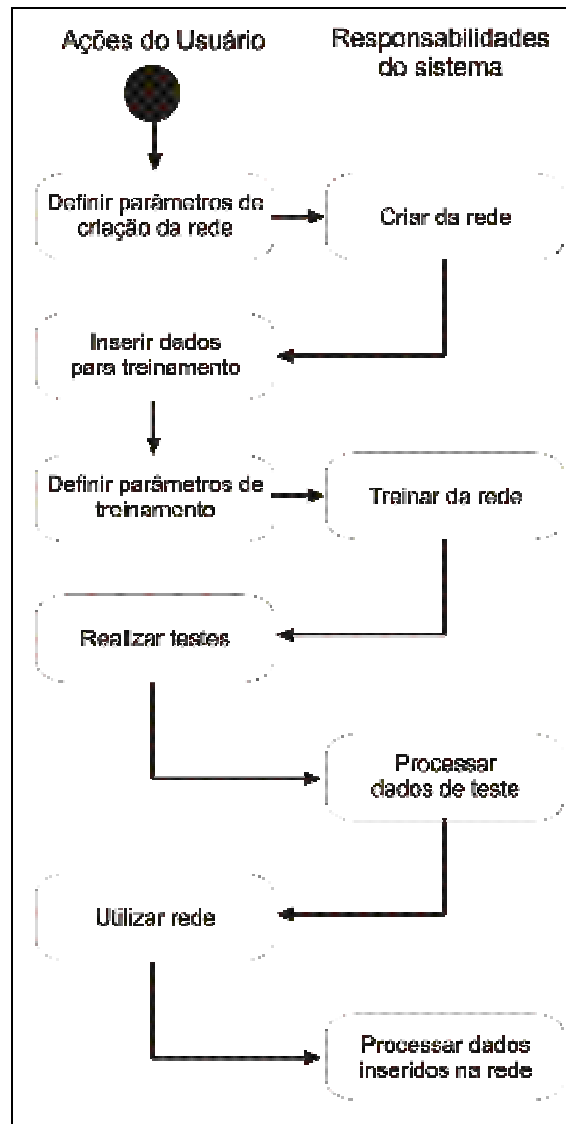 Ações do Usuário
Responsabilidades
do sistema
Definir parâmetros de
criação da rede
Criar da rede
Inserir dados
para treinamento
Definir parâmetros de
treinamento
Treinar da rede
Realizar testes
Processar
dados de teste
Utilizar rede
Processar dados
inseridos na rede